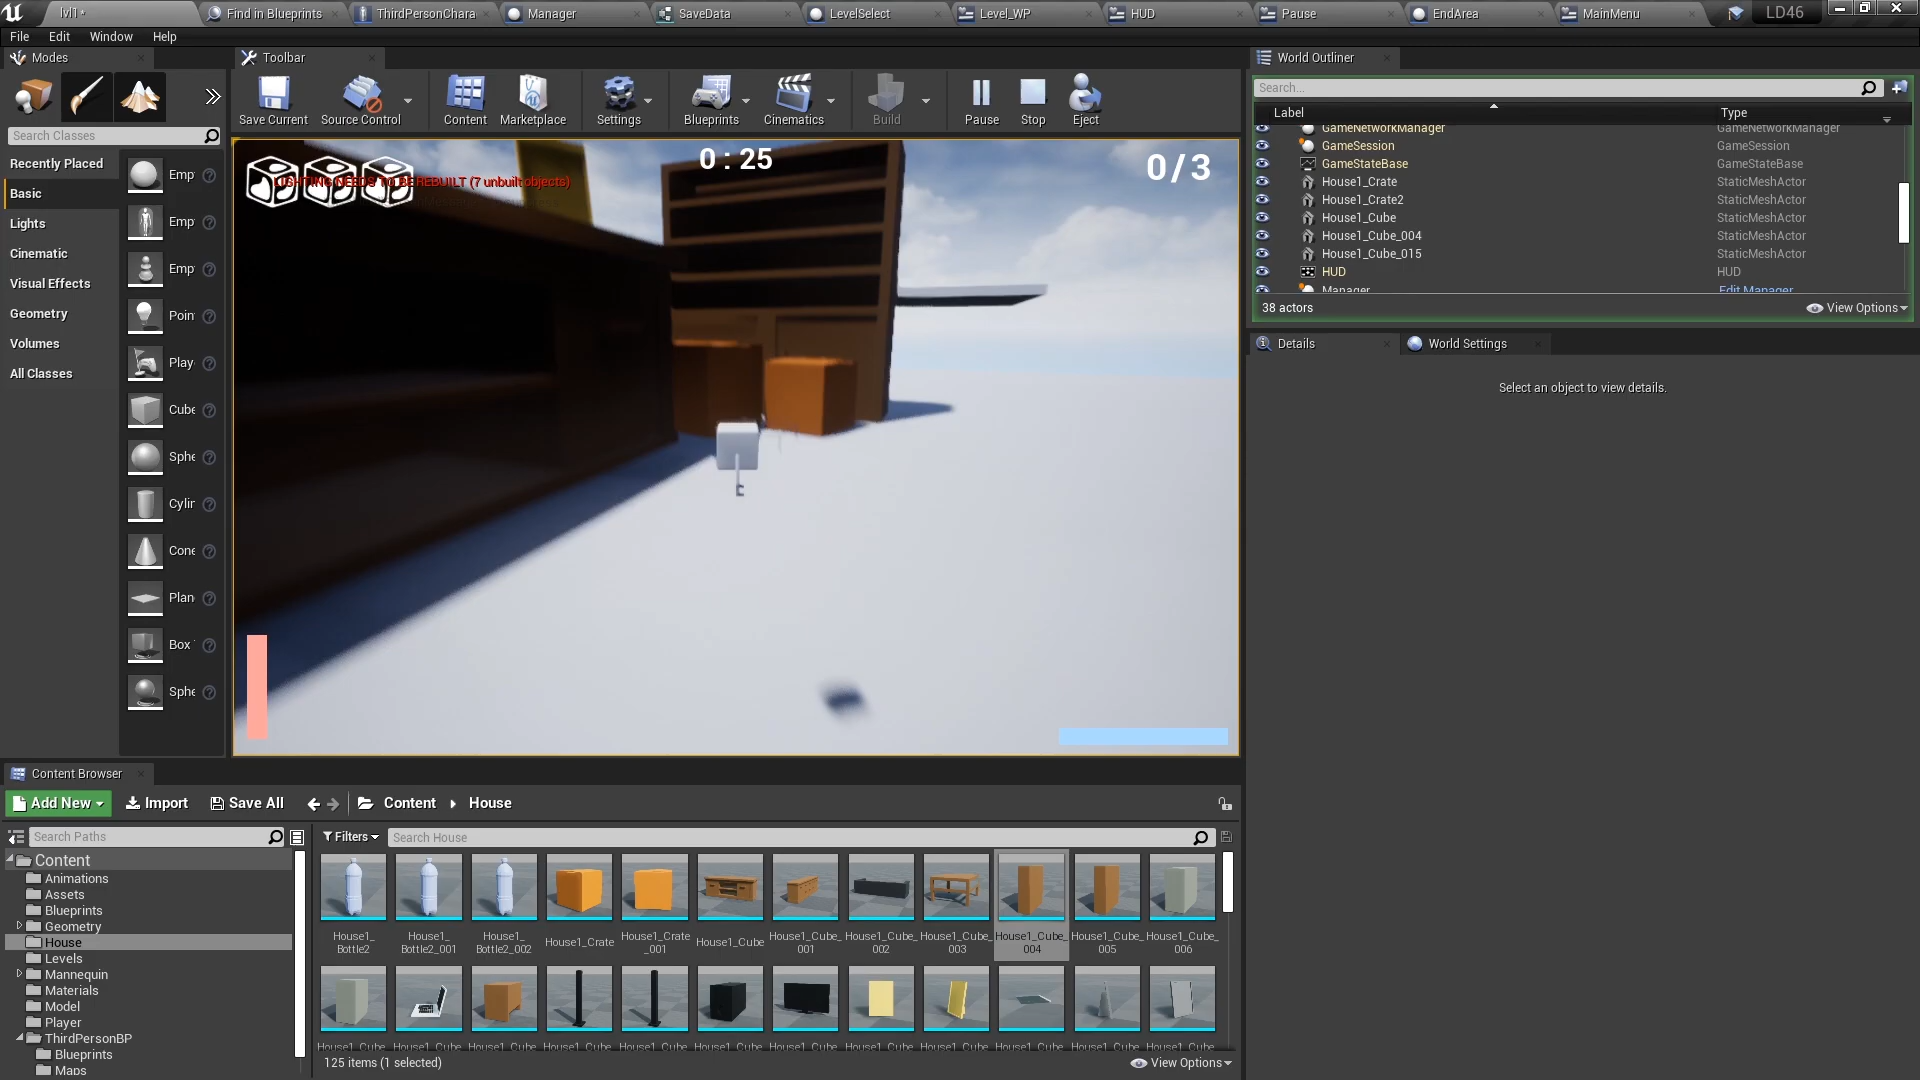 lvl1*
Find in Blueprints
ThirdPersonChara
Manager
SaveData
LevelSelect
Level_WP
HUD
Pause
EndArea
MainMenu
LD46
File
Edit
Window
Help
Modes
Toolbar
World Outliner
Save Current
Source Control
Content
Marketplace
Settings
Blueprints
Cinematics
Build
Pause
Stop
Eject
Search Classes
Recently Placed
Basic
Lights
Cinematic
Visual Effects
Geometry
Volumes
All Classes
Emp
Emp
Emp
Poin
Play
Cube
Sphe
Cylin
Cone
Plan
Box
Sphe
0 : 25
0/3
LIGHTING NEEDS TO BE REBUILT (7 unbuilt objects)
Search...
Label Type
GameNetworkManager GameNetworkManager
GameSession GameSession
GameStateBase GameStateBase
House1_Crate StaticMeshActor
House1_Crate2 StaticMeshActor
House1_Cube StaticMeshActor
House1_Cube_004 StaticMeshActor
House1_Cube_015 StaticMeshActor
HUD HUD
Manager Edit Manager
38 actors View Options
Details
World Settings
Select an object to view details.
Content Browser
Add New
Import
Save All
Content
House
Search Paths
Filters
Search House
Content
Animations
Assets
Blueprints
Geometry
House
Levels
Mannequin
Materials
Model
Player
ThirdPersonBP
Blueprints
Maps
House1_ Bottle2
House1_ Bottle2_001
House1_ Bottle2_002
House1_Crate
House1_Crate _001
House1_Cube
House1_Cube_ 001
House1_Cube_ 002
House1_Cube_ 003
House1_Cube_ 004
House1_Cube_ 005
House1_Cube_ 006
House1_Cube House1_Cube House1_Cube House1_Cube House1_Cube House1_Cube House1_Cube House1_Cube House1_Cube House1_Cube House1_Cube House1_Cube
125 items (1 selected)
View Options